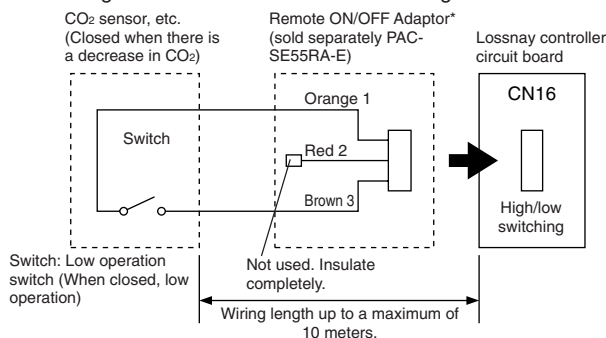 CO2 sensor, etc.
(Closed when there is
a decrease in CO2)
Remote ON/OFF Adaptor*
(sold separately PAC-
SE55RA-E)
Lossnay controller
circuit board
Orange 1
CN16
Switch
Red 2
Brown 3
High/low
switching
Switch: Low operation
switch (When closed, low
operation)
Not used. Insulate
completely.
Wiring length up to a maximum of
10 meters.